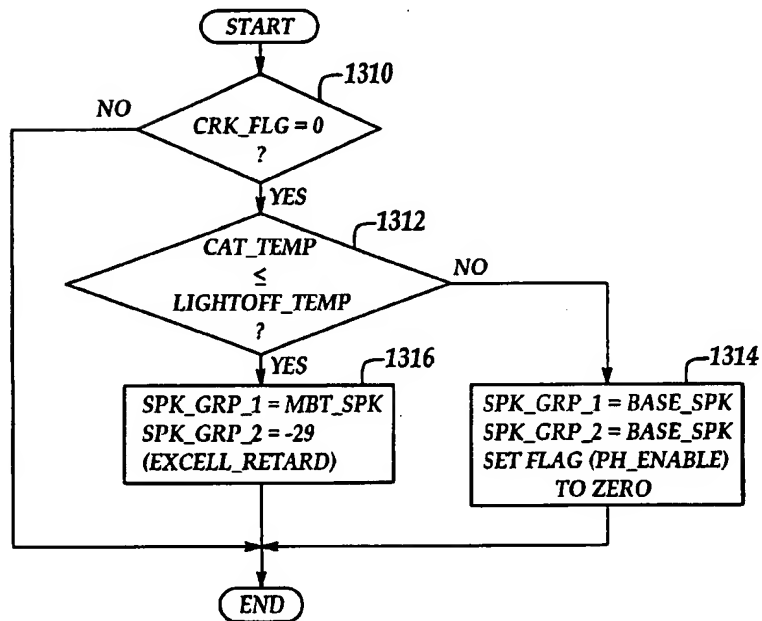 START
1310
NO
CRK_FLG = 0
?
YES
1312
CAT_TEMP
≤
LIGHTOFF_TEMP
?
NO
YES
1316
SPK_GRP_1 = MBT_SPK
SPK_GRP_2 = -29
(EXCELL_RETARD)
1314
SPK_GRP_1 = BASE_SPK
SPK_GRP_2 = BASE_SPK
SET FLAG (PH_ENABLE)
TO ZERO
END